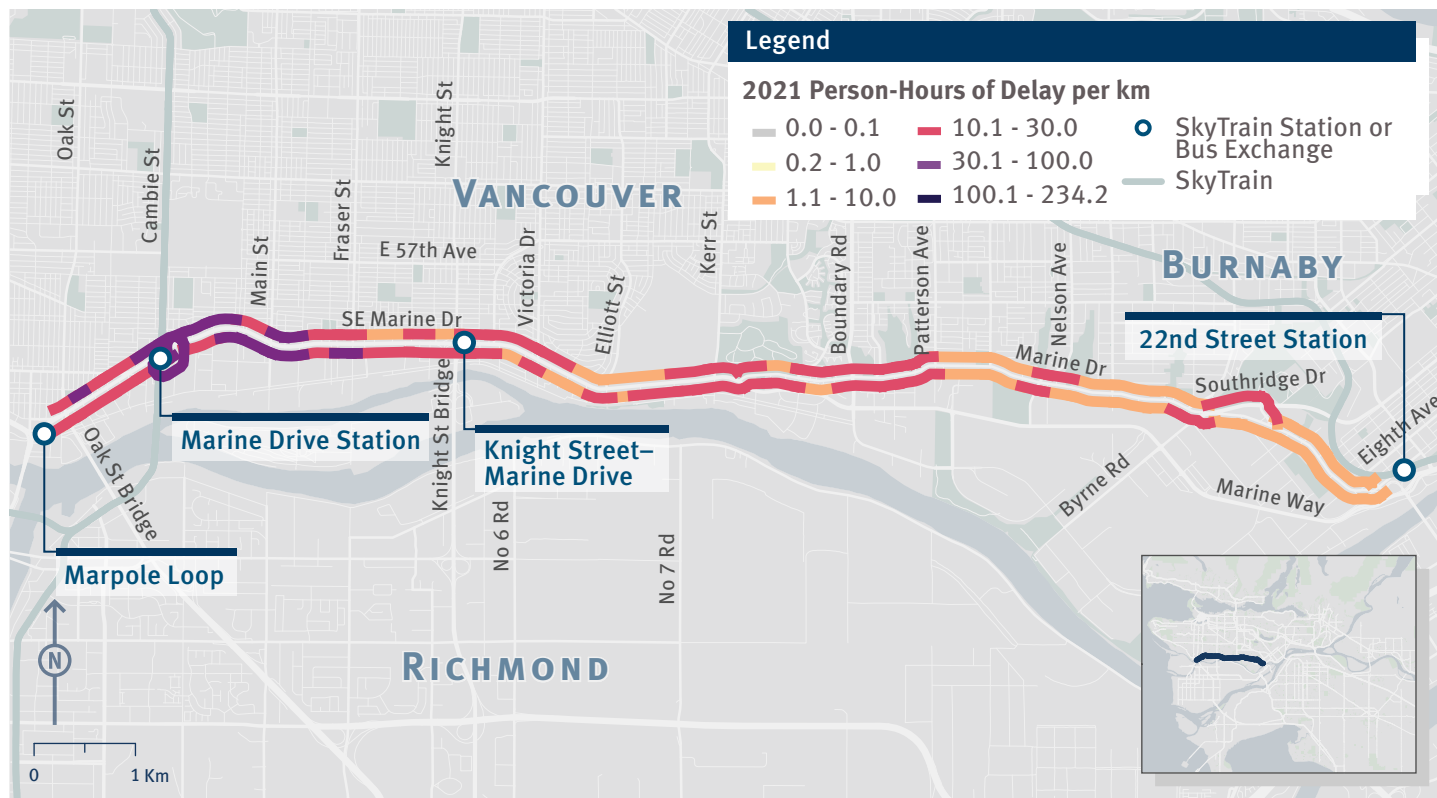 Legend
2021 Person-Hours of Delay per km
0.0 - 0.1
0.2 - 1.0
1.1 - 10.0
10.1 - 30.0
30.1 - 100.0
100.1 - 234.2
SkyTrain Station or
Bus Exchange
SkyTrain
Oak St
Cambie St
Main St
Fraser St
Knight St
E 57th Ave
VANCOUVER
Victoria Dr
Elliott St
Kerr St
Boundary Rd
Patterson Ave
Nelson Ave
BURNABY
SE Marine Dr
Marine Dr
22nd Street Station
Southridge Dr
Eighth Ave
Marine Drive Station
Knight Street–
Marine Drive
Knight St Bridge
Oak St Bridge
Byrne Rd
Marine Way
No 6 Rd
No 7 Rd
Marpole Loop
RICHMOND
N
0
1 Km